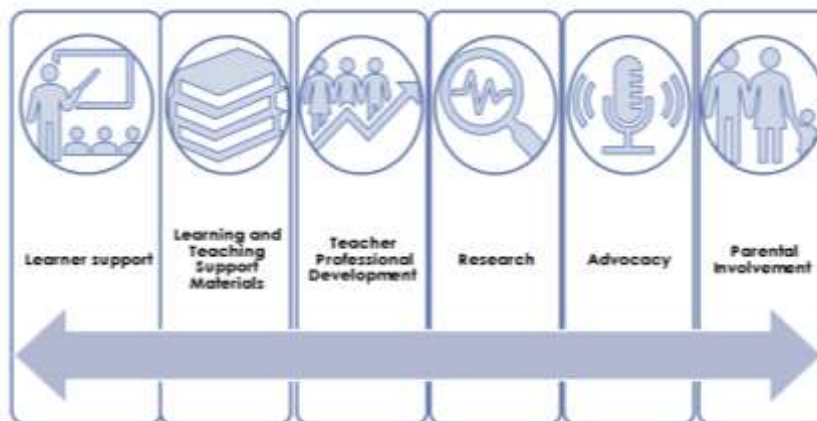 Learner support
Learning and
Teaching
Support
Materials
Teacher
Professional
Development
Research
Advocacy
Parental
Involvement